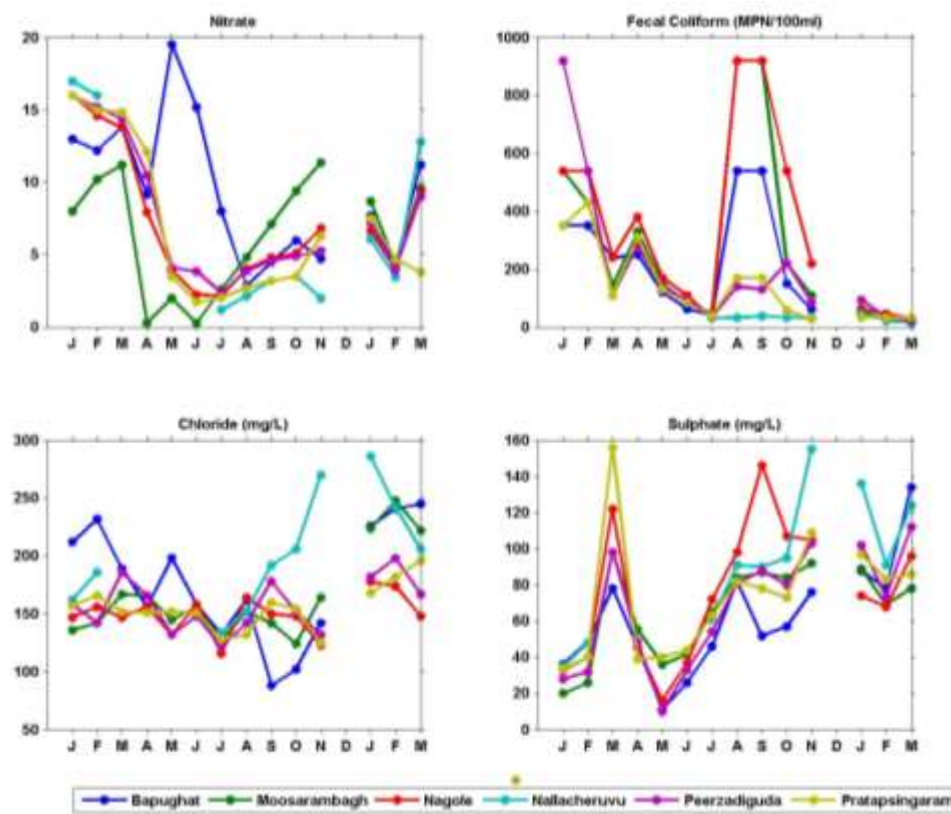 Nitrate
20
15
10
5
0
J F M A M J J A S O N D J F M
Fecal Coliform (MPN/100ml)
1000
800
600
400
200
0
J F M A M J J A S O N D J F M
Chloride (mg/L)
300
250
200
150
100
50
J F M A M J J A S O N D J F M
Sulphate (mg/L)
160
140
120
100
80
60
40
20
0
J F M A M J J A S O N D J F M
Bapughat Moosarambagh Nagole Nallacheruvu Peerzadiguda Pratapsingaram